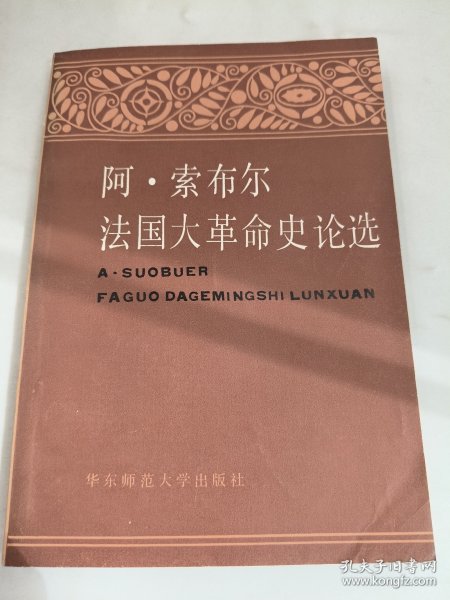 阿·索布尔
法国大革命史论选
A·SUOBUER
FAGUO DAGEMINGSHI LUNXUAN
华东师范大学出版社
孔夫子旧书网
www.kongfz.com